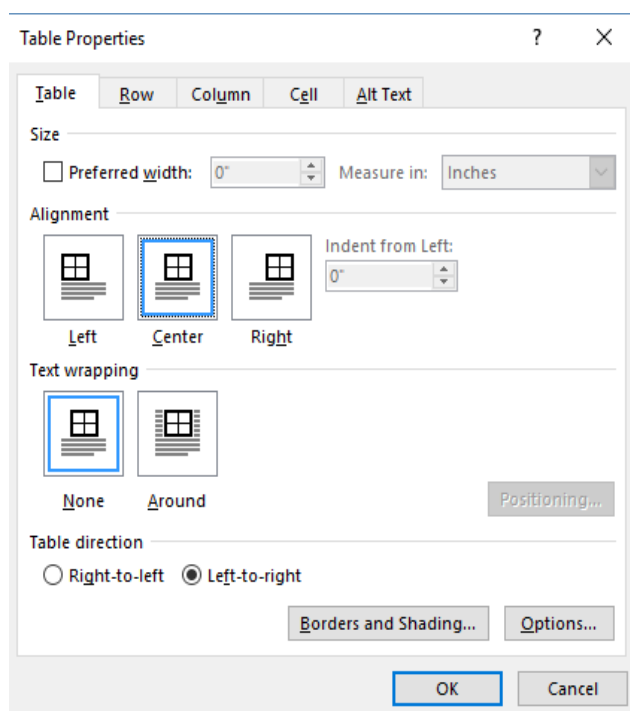 Table Properties ? X
Table Row Column Cell Alt Text
Size
Preferred width: 0" Measure in: Inches
Alignment
Indent from Left:
0"
Left Center Right
Text wrapping
None Around Positioning...
Table direction
Right-to-left Left-to-right
Borders and Shading... Options...
OK Cancel